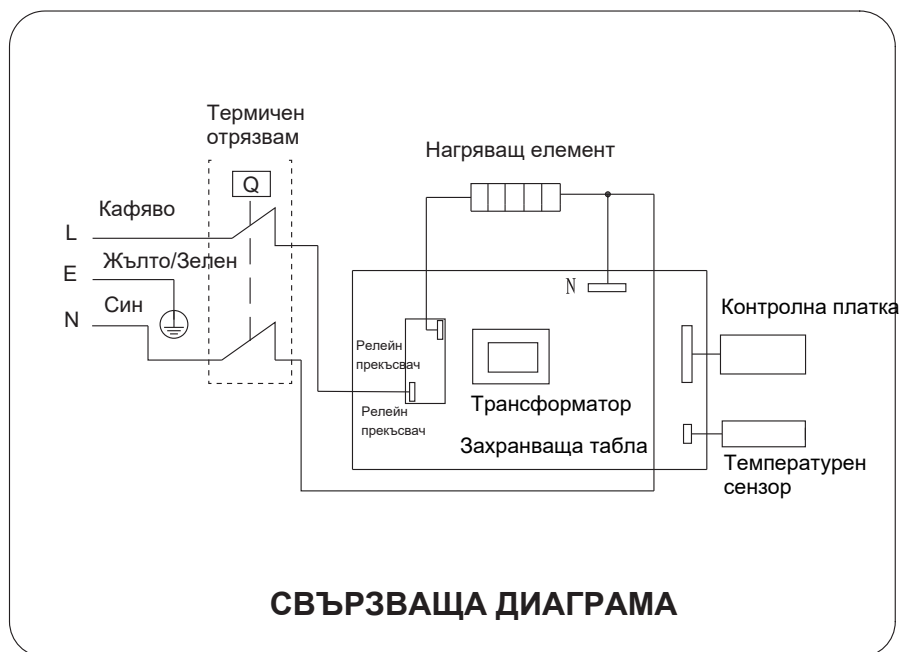 Термичен
отрязвам
Q
Нагряващ елемент
Кафяво
L
Жълто/Зелен
E
Син
N
N
Контролна платка
Релейн
прекъсвач
Трансформатор
Релейн
прекъсвач
Захранваща табла
Температурен
сензор
СВЪРЗВАЩА ДИАГРАМА